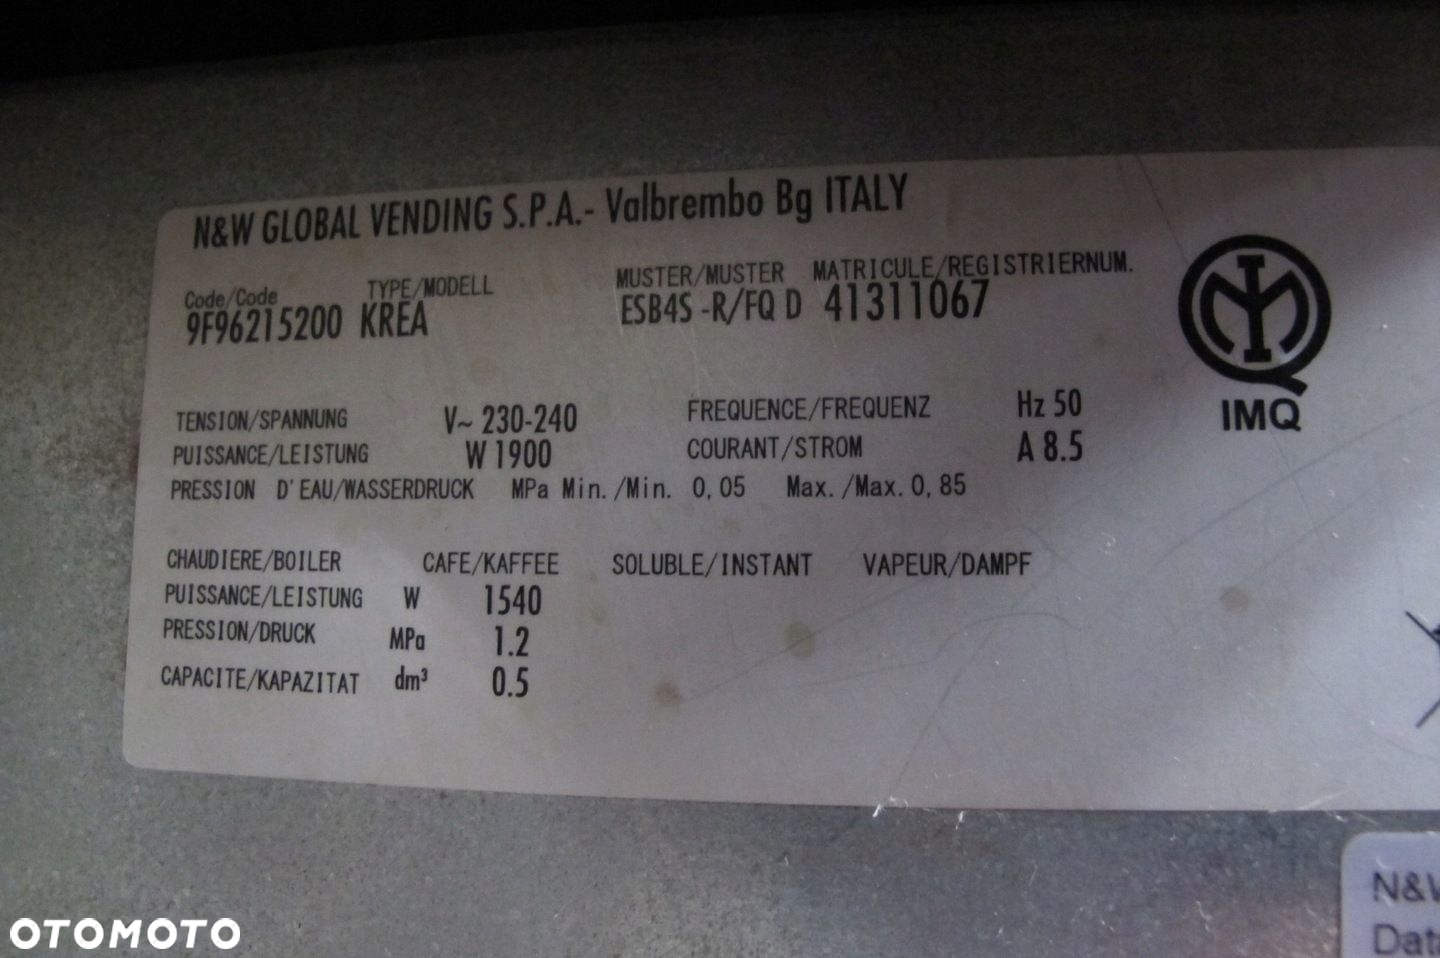 N&W GLOBAL VENDING S.P.A.- Valbrembo Bg ITALY
Code/Code TYPE/MODELL MUSTER/MUSTER MATRICULE/REGISTRIERNUM.
9F96215200 KREA ESB4S -R/FQ D 41311067
IMQ
TENSION/SPANNUNG V~ 230-240 FREQUENCE/FREQUENZ Hz 50
PUISSANCE/LEISTUNG W 1900 COURANT/STROM A 8.5
PRESSION D'EAU/WASSERDRUCK MPa Min./Min. 0,05 Max./Max. 0,85
CHAUDIERE/BOILER CAFE/KAFFEE SOLUBLE/INSTANT VAPEUR/DAMPF
PUISSANCE/LEISTUNG W 1540
PRESSION/DRUCK MPa 1.2
CAPACITE/KAPAZITAT dm³ 0.5
N&W
Data
OTOMOTO